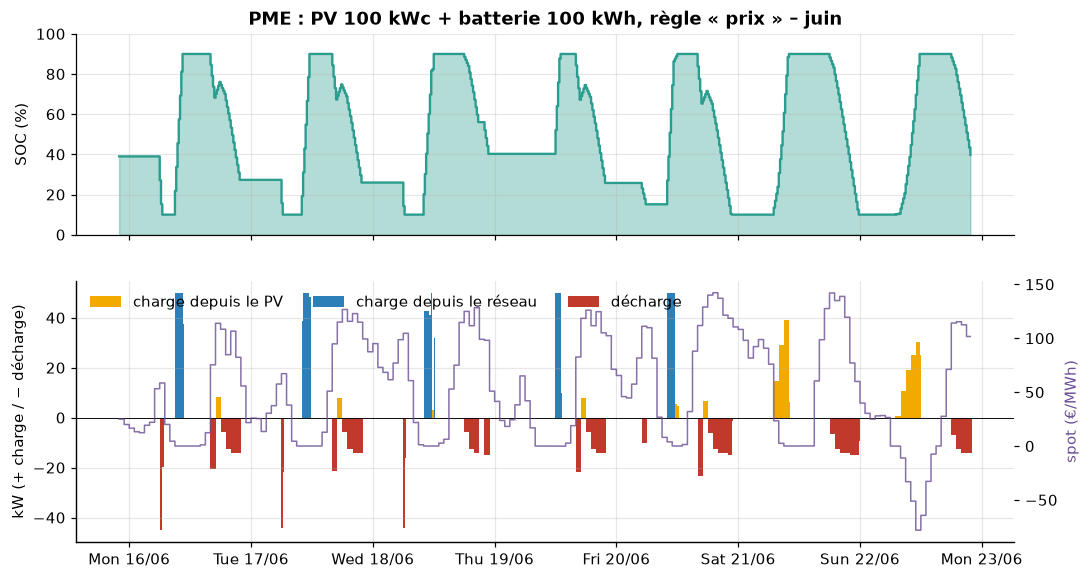 PME : PV 100 kWc + batterie 100 kWh, règle « prix » – juin
SOC (%)
100
80
60
40
20
0
charge depuis le PV
charge depuis le réseau
décharge
kW (+ charge / − décharge)
40
20
0
−20
−40
150
100
50
0
−50
spot (€/MWh)
Mon 16/06
Tue 17/06
Wed 18/06
Thu 19/06
Fri 20/06
Sat 21/06
Sun 22/06
Mon 23/06